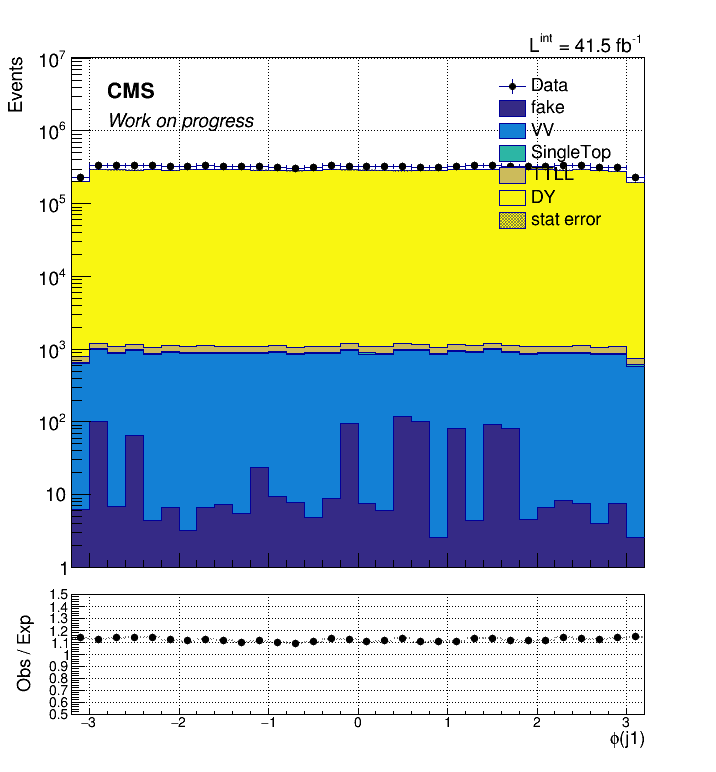 L^int = 41.5 fb^-1
Events
10^7
10^6
10^5
10^4
10^3
10^2
10
1
CMS
Work on progress
Data
fake
VV
SingleTop
TTLL
DY
stat error
Obs / Exp
1.5
1.4
1.3
1.2
1.1
1
0.9
0.8
0.7
0.6
0.5
−3 −2 −1 0 1 2 3
ϕ(j1)